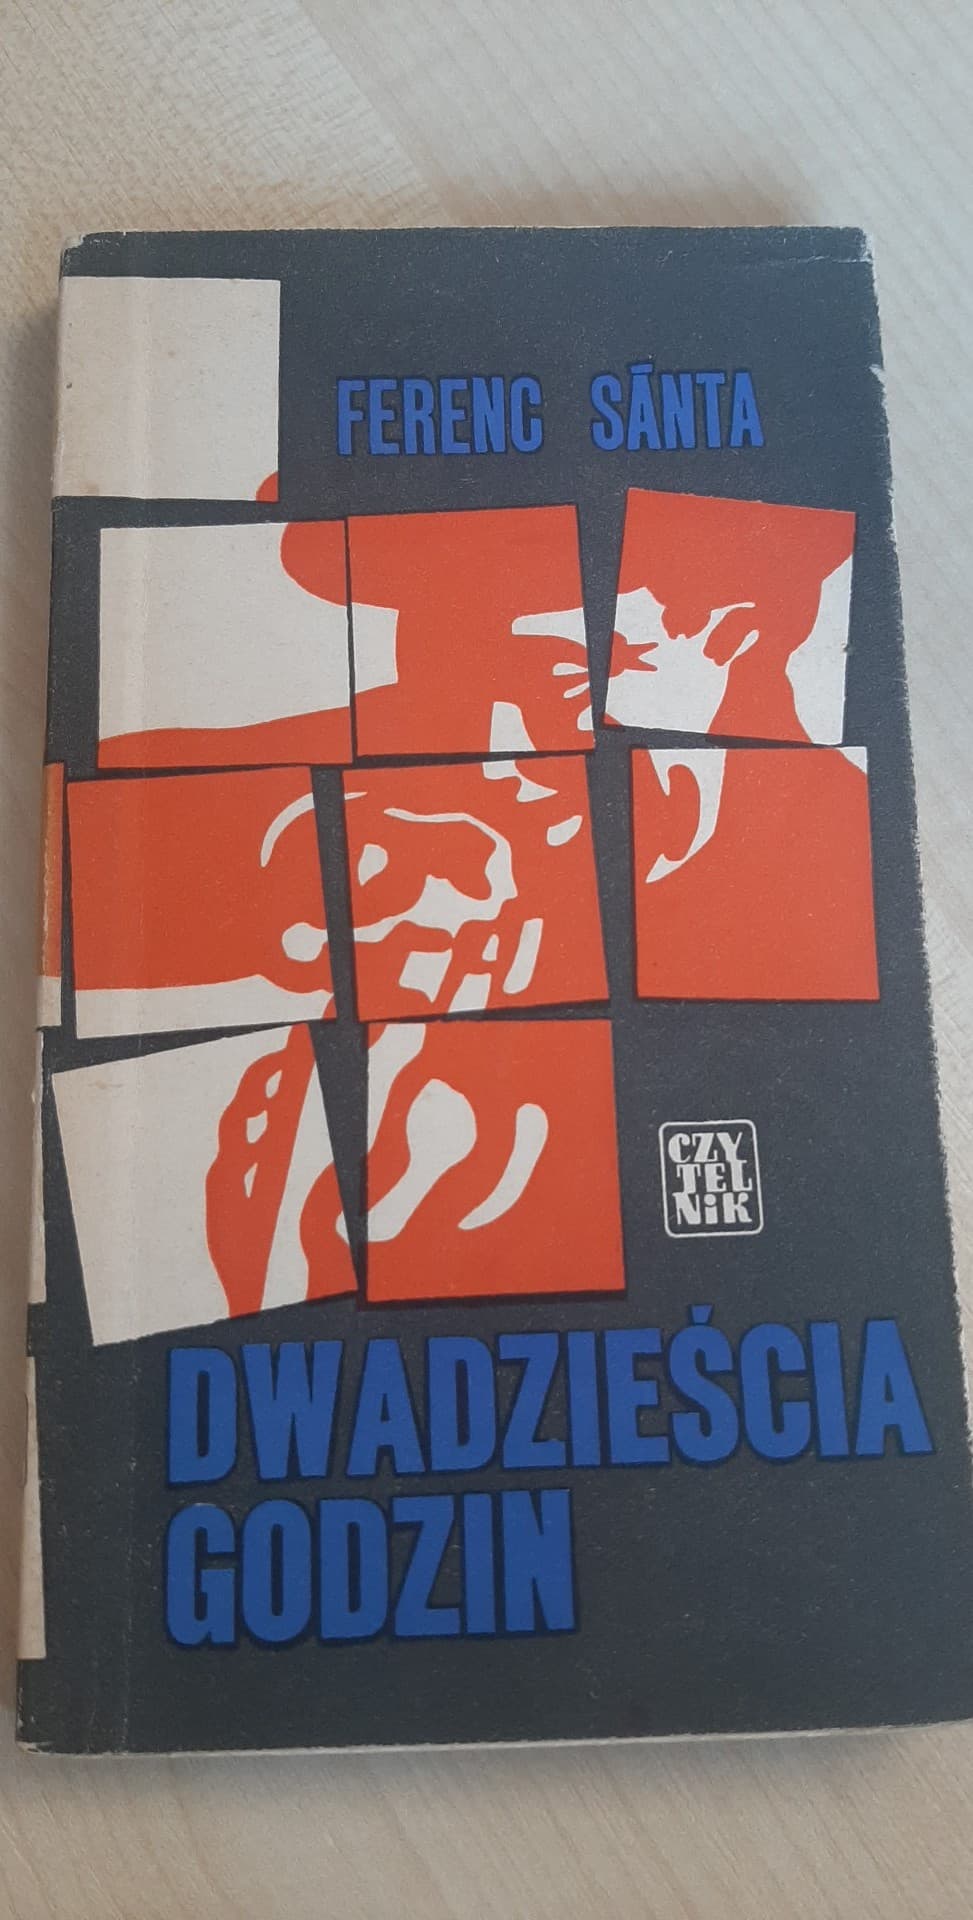 FERENC SÁNTA
CZY
TEL
NiK
DWADZIEŚCIA
GODZIN